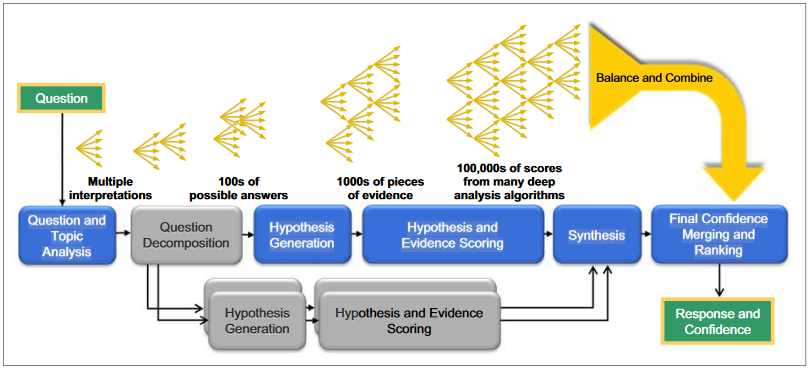 Question
Balance and Combine
Multiple
interpretations
100s of
possible answers
1000s of pieces
of evidence
100,000s of scores
from many deep
analysis algorithms
Question and
Topic
Analysis
Question
Decomposition
Hypothesis
Generation
Hypothesis and
Evidence Scoring
Synthesis
Final Confidence
Merging and
Ranking
Hypothesis
Generation
Hypothesis and Evidence
Scoring
Response and
Confidence